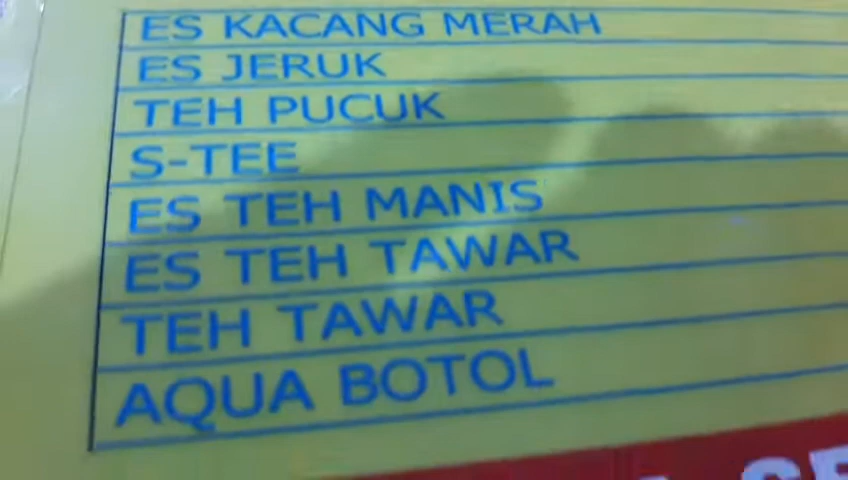 ES KACANG MERAH
ES JERUK
TEH PUCUK
S-TEE
ES TEH MANIS
ES TEH TAWAR
TEH TAWAR
AQUA BOTOL